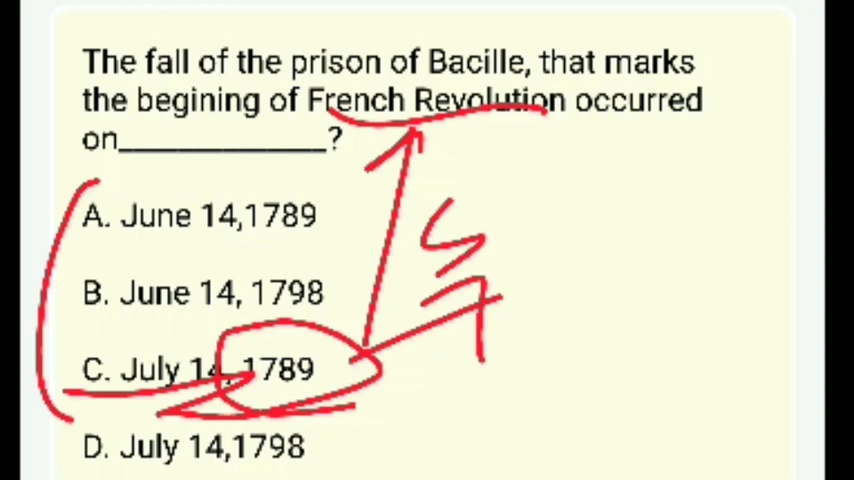 The fall of the prison of Bacille, that marks
the begining of French Revolution occurred
on______________?
A. June 14,1789
B. June 14, 1798
C. July 14, 1789
D. July 14,1798